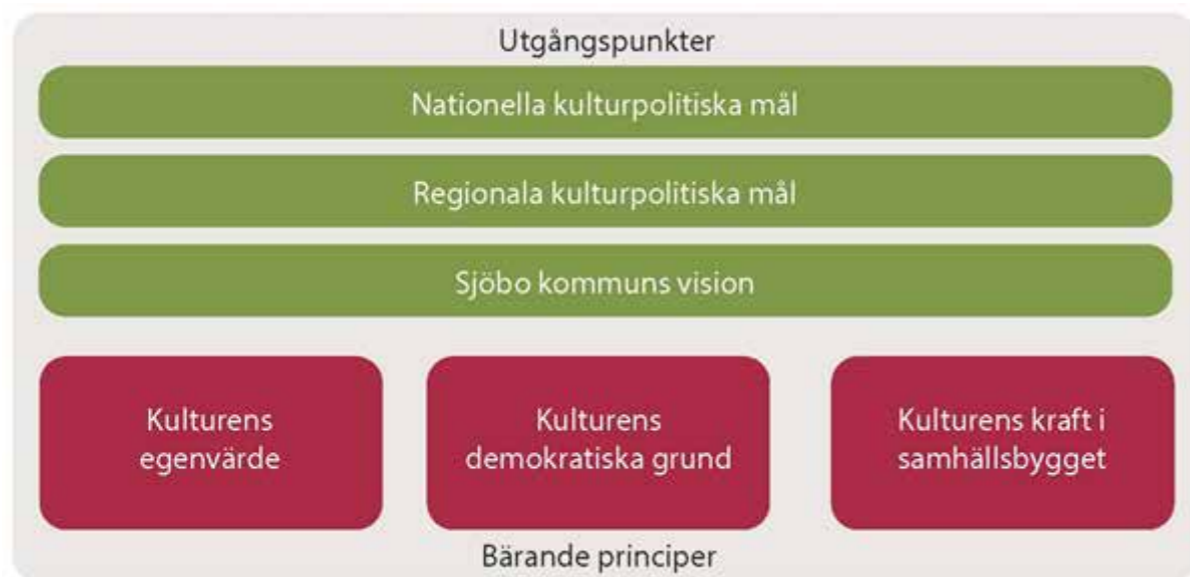 Utgångspunkter
Nationella kulturpolitiska mål
Regionala kulturpolitiska mål
Sjöbo kommuns vision
Kulturens
egenvärde
Kulturens
demokratiska grund
Kulturens kraft i
samhällsbygget
Bärande principer